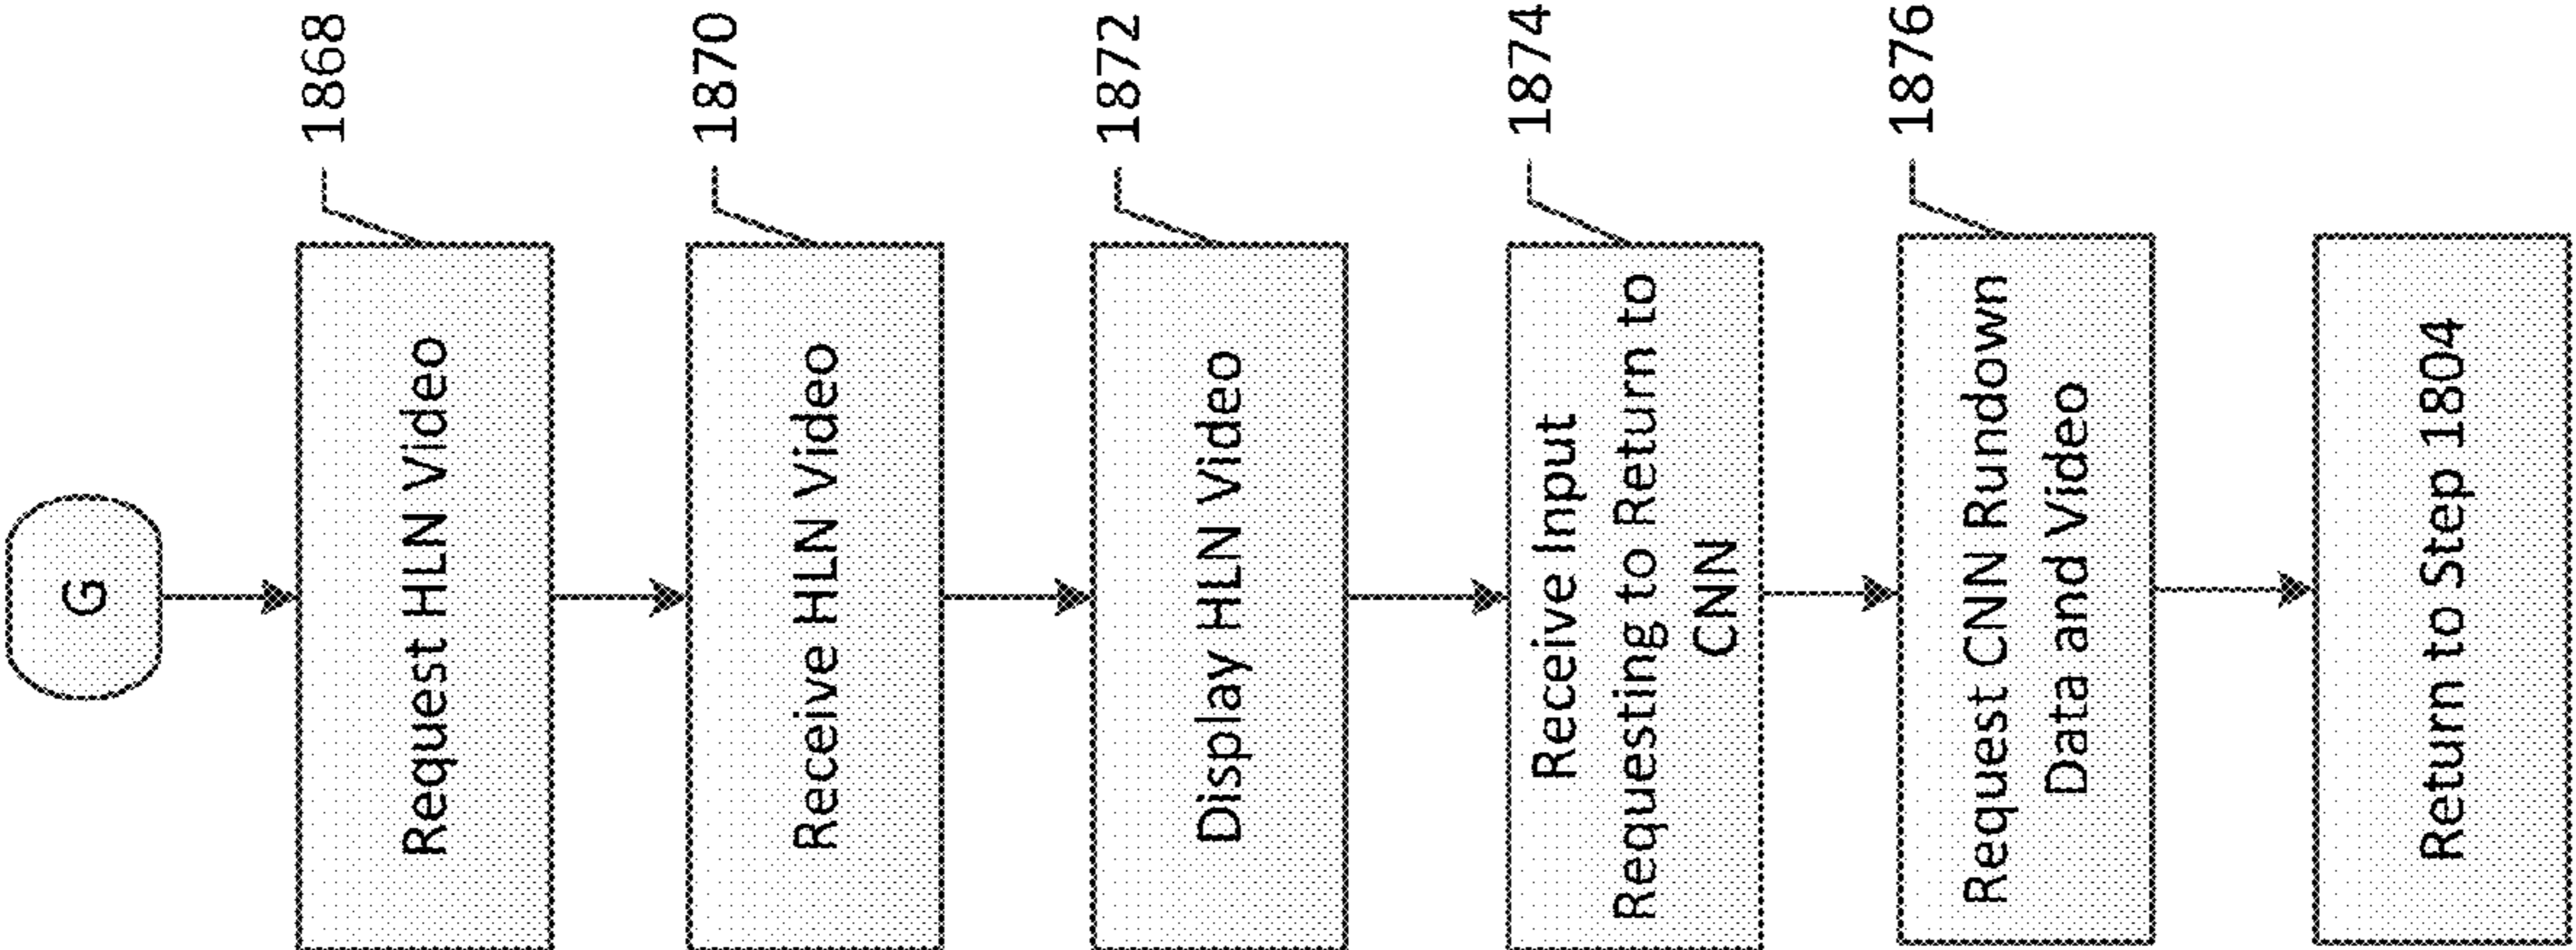 G
Request HLN Video
1868
Receive HLN Video
1870
Display HLN Video
1872
Receive Input
Requesting to Return to
CNN
1874
Request CNN Rundown
Data and Video
1876
Return to Step 1804